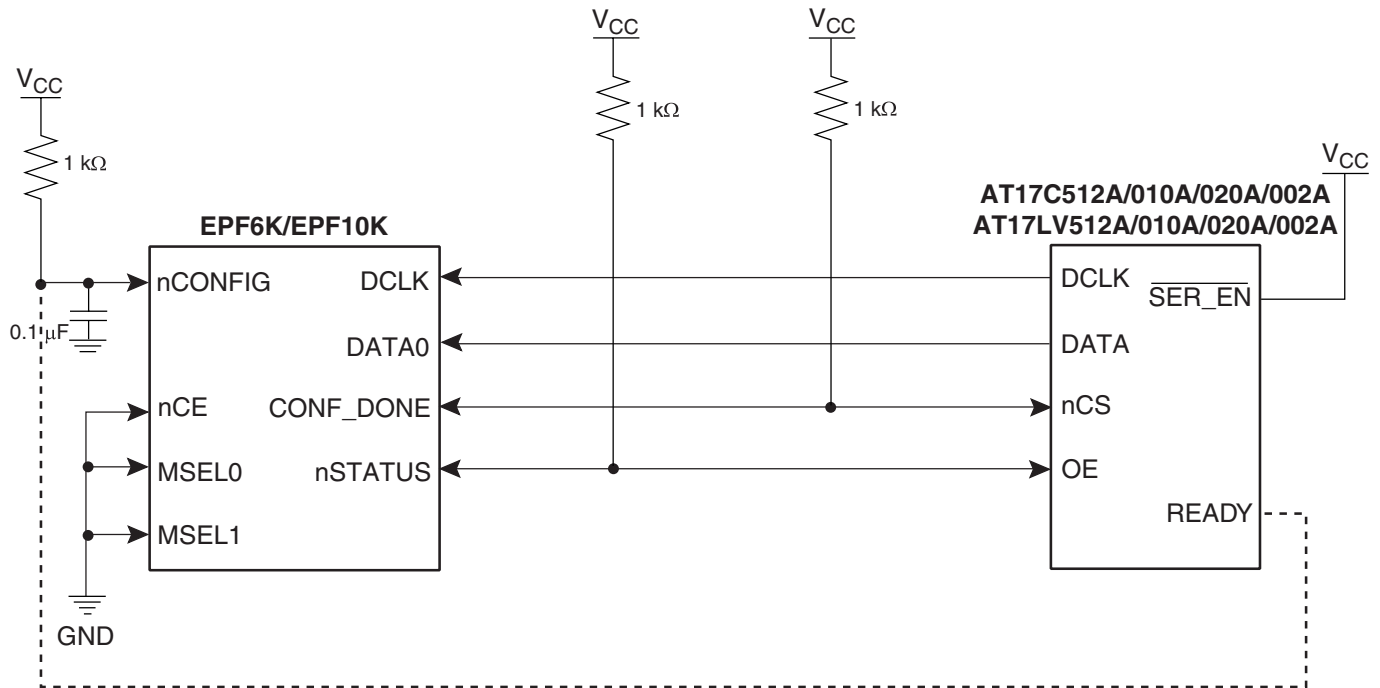 VCC
VCC
VCC
1 kΩ
1 kΩ
1 kΩ
VCC
AT17C512A/010A/020A/002A
AT17LV512A/010A/020A/002A
EPF6K/EPF10K
nCONFIG
DCLK
DCLK
SER_EN
0.1 μF
DATA0
DATA
nCE
CONF_DONE
nCS
MSEL0
nSTATUS
OE
MSEL1
READY
GND